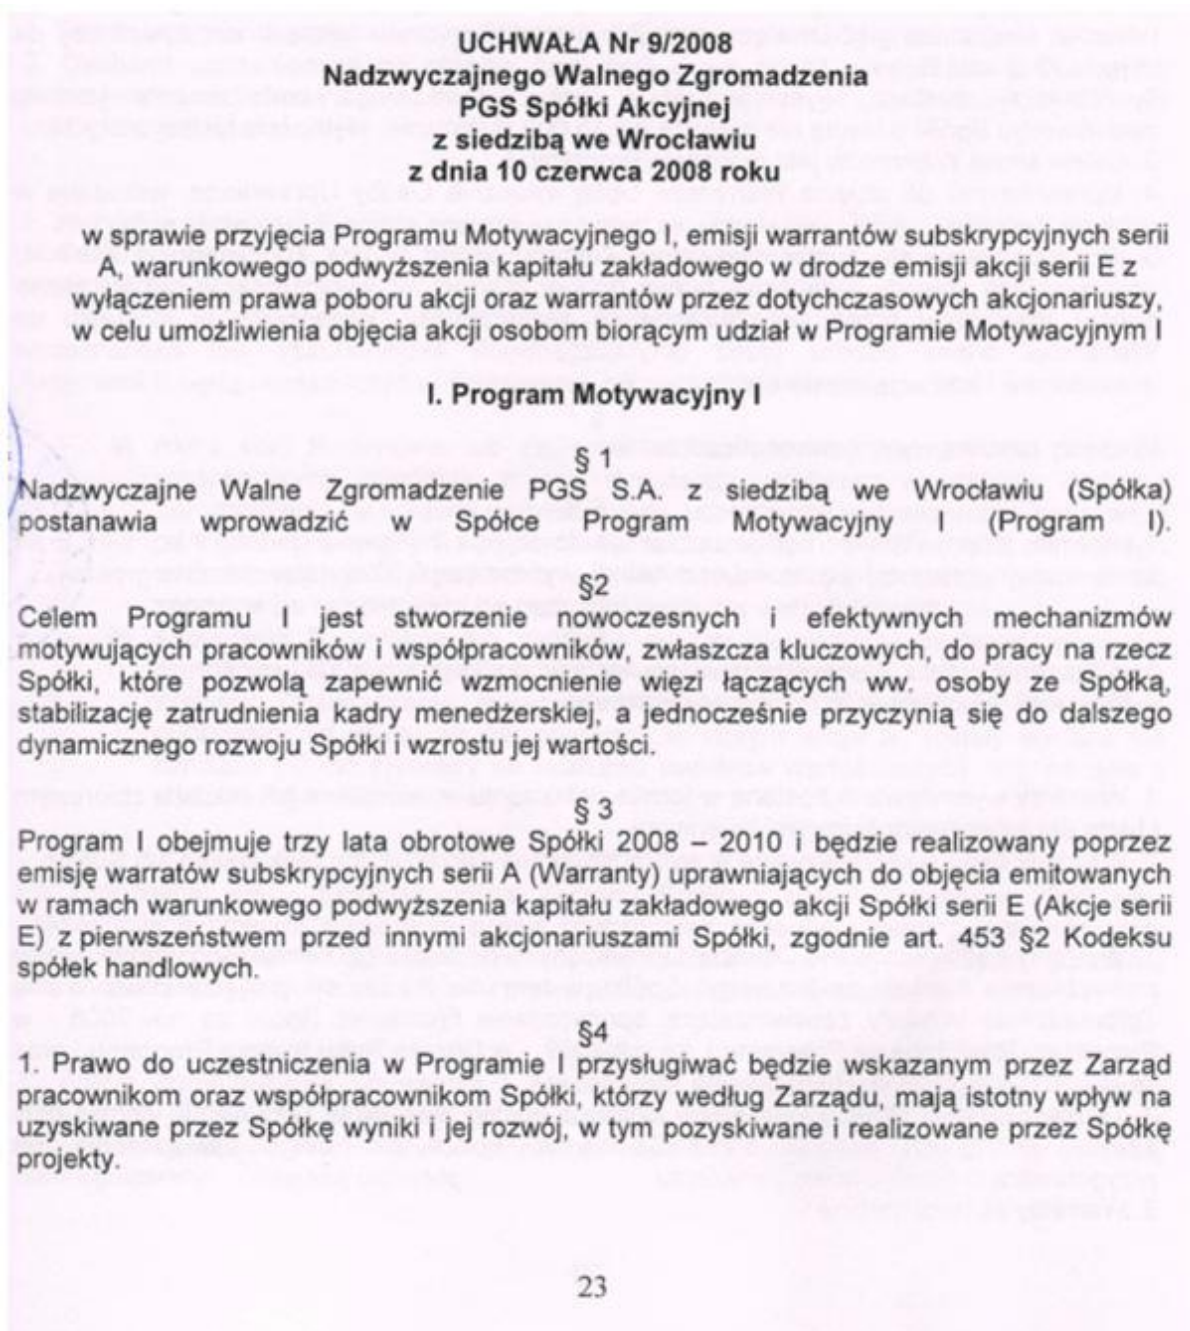 UCHWAŁA Nr 9/2008
Nadzwyczajnego Walnego Zgromadzenia
PGS Spółki Akcyjnej
z siedzibą we Wrocławiu
z dnia 10 czerwca 2008 roku
w sprawie przyjęcia Programu Motywacyjnego I, emisji warrantów subskrypcyjnych serii
A, warunkowego podwyższenia kapitału zakładowego w drodze emisji akcji serii E z
wyłączeniem prawa poboru akcji oraz warrantów przez dotychczasowych akcjonariuszy,
w celu umożliwienia objęcia akcji osobom biorącym udział w Programie Motywacyjnym I
I. Program Motywacyjny I
§ 1
Nadzwyczajne Walne Zgromadzenie PGS S.A. z siedzibą we Wrocławiu (Spółka)
postanawia wprowadzić w Spółce Program Motywacyjny I (Program I).
§2
Celem Programu I jest stworzenie nowoczesnych i efektywnych mechanizmów
motywujących pracowników i współpracowników, zwłaszcza kluczowych, do pracy na rzecz
Spółki, które pozwolą zapewnić wzmocnienie więzi łączących ww. osoby ze Spółką,
stabilizację zatrudnienia kadry menedżerskiej, a jednocześnie przyczynią się do dalszego
dynamicznego rozwoju Spółki i wzrostu jej wartości.
§ 3
Program I obejmuje trzy lata obrotowe Spółki 2008 – 2010 i będzie realizowany poprzez
emisję warratów subskrypcyjnych serii A (Warranty) uprawniających do objęcia emitowanych
w ramach warunkowego podwyższenia kapitału zakładowego akcji Spółki serii E (Akcje serii
E) z pierwszeństwem przed innymi akcjonariuszami Spółki, zgodnie art. 453 §2 Kodeksu
spółek handlowych.
§4
1. Prawo do uczestniczenia w Programie I przysługiwać będzie wskazanym przez Zarząd
pracownikom oraz współpracownikom Spółki, którzy według Zarządu, mają istotny wpływ na
uzyskiwane przez Spółkę wyniki i jej rozwój, w tym pozyskiwane i realizowane przez Spółkę
projekty.
23